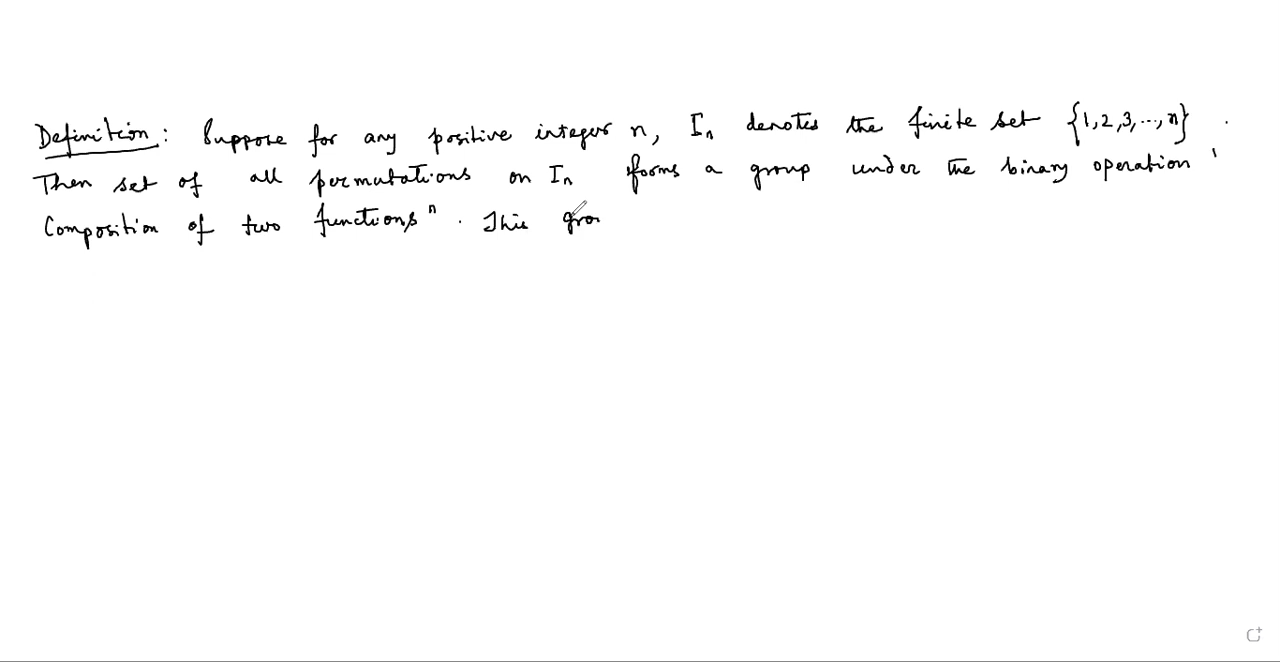 Definition: Suppose for any positive integer n, Iₙ denotes the finite set {1,2,3,...,n}.
Then set of all permutations on Iₙ forms a group under the binary operation '
Composition of two functions". This grou